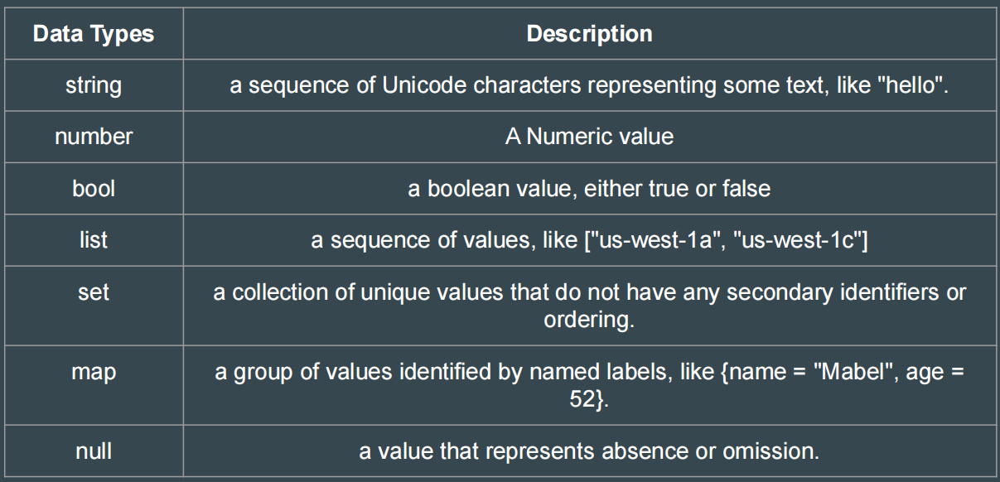 Data Types
Description
string
a sequence of Unicode characters representing some text, like "hello".
number
A Numeric value
bool
a boolean value, either true or false
list
a sequence of values, like ["us-west-1a", "us-west-1c"]
set
a collection of unique values that do not have any secondary identifiers or
ordering.
map
a group of values identified by named labels, like {name = "Mabel", age =
52}.
null
a value that represents absence or omission.